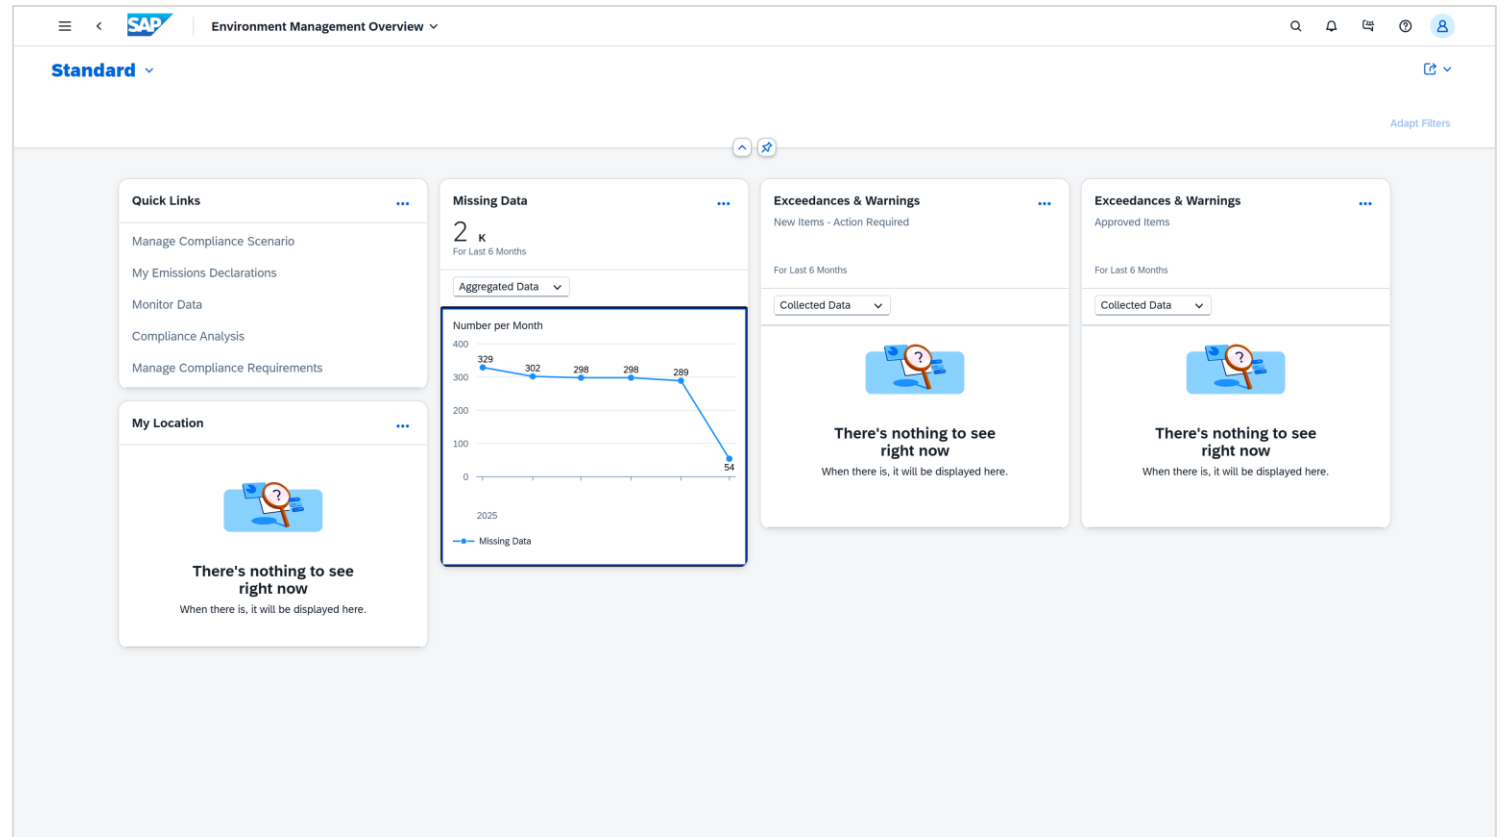 SAP
Environment Management Overview
Standard
Adapt Filters
Quick Links
Manage Compliance Scenario
My Emissions Declarations
Monitor Data
Compliance Analysis
Manage Compliance Requirements
My Location
?
There's nothing to see
right now
When there is, it will be displayed here.
Missing Data
2 K
For Last 6 Months
Aggregated Data
Number per Month
400
300
200
100
0
329
302
298
298
289
54
2025
Missing Data
Exceedances & Warnings
New Items - Action Required
For Last 6 Months
Collected Data
?
There's nothing to see
right now
When there is, it will be displayed here.
Exceedances & Warnings
Approved Items
For Last 6 Months
Collected Data
?
There's nothing to see
right now
When there is, it will be displayed here.